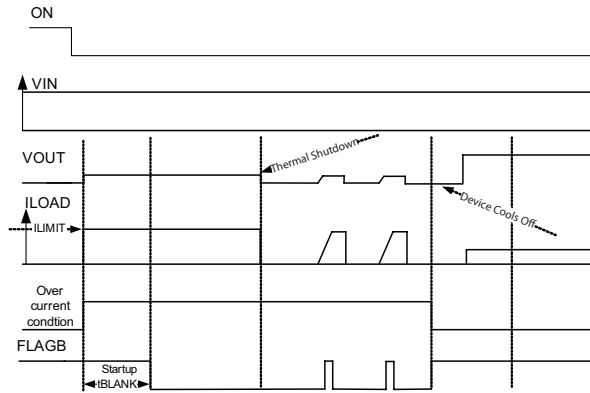 ON
VIN
VOUT
Thermal Shutdown
ILOAD
ILIMIT
Device Cools Off
Over
current
condtion
FLAGB
Startup
tBLANK